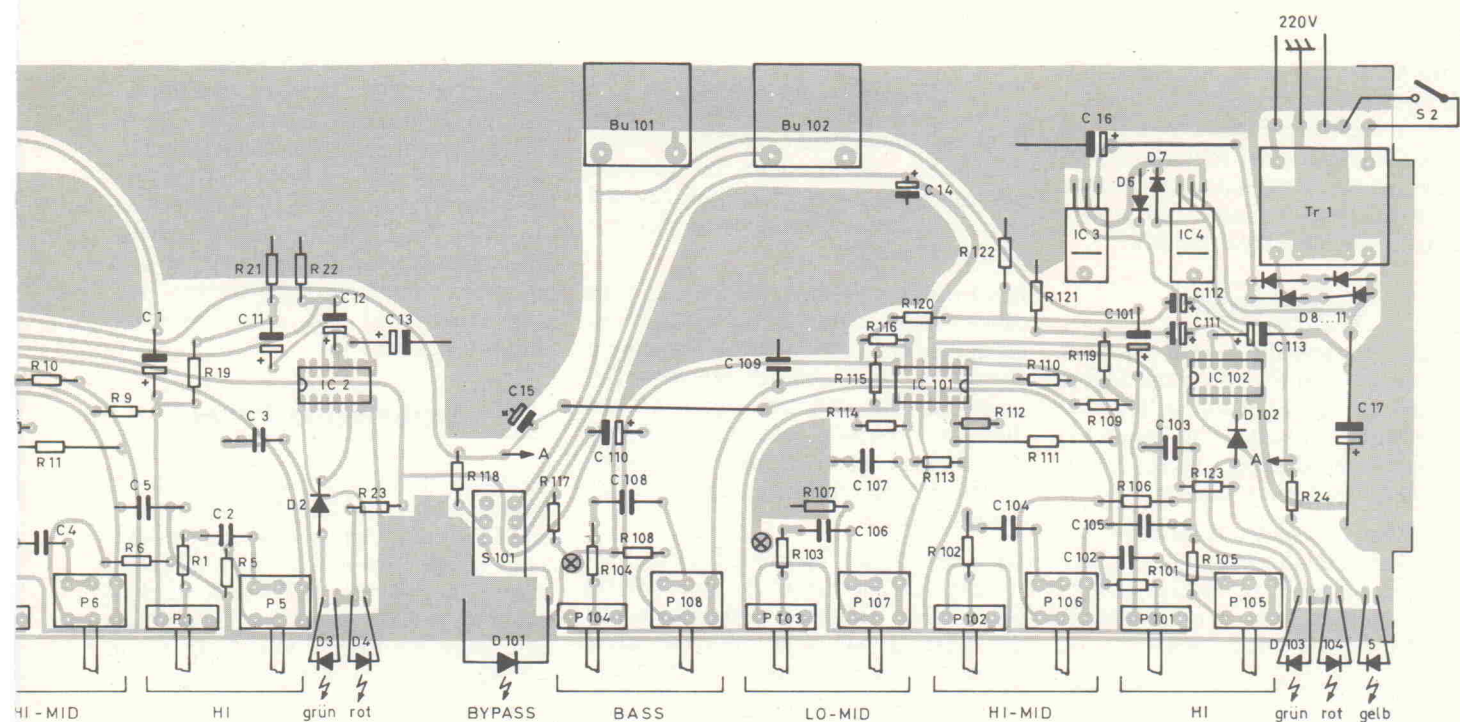 220V
S 2
Bu 101
Bu 102
C 16
D 7
D 6
C 14
Tr 1
IC 3
IC 4
R 122
R 21
R 22
C 12
C 11
C 1
C 13
R 121
C 112
R 120
C 101
C 111
D 8...11
R 116
C 113
R 119
C 109
R 10
R 19
IC 2
R 115
IC 101
R 110
IC 102
R 9
C 15
R 109
C 17
C 3
R 114
R 112
D 102
C 103
R 11
A
C 110
R 111
A
R 118
C 107
R 113
R 117
C 108
R 123
C 5
D 2
R 23
R 107
R 106
R 24
C 2
C 104
C 105
C 4
S 101
C 106
R 6
R 1
R 5
R 104
R 108
R 103
R 102
C 102
R 101
R 105
P 6
P 1
P 5
P 104
P 108
P 103
P 107
P 102
P 106
P 101
P 105
D3
D4
D 101
D 103
104
5
HI-MID
HI
grün
rot
BYPASS
BASS
LO-MID
HI-MID
HI
grün
rot
gelb